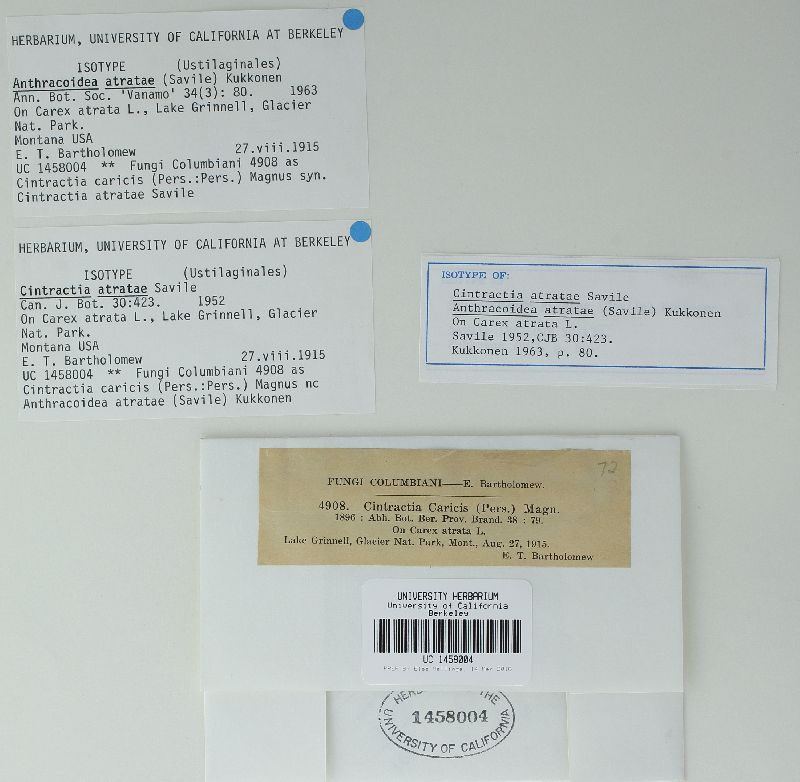 HERBARIUM, UNIVERSITY OF CALIFORNIA AT BERKELEY
ISOTYPE (Ustilaginales)
Anthracoidea atratae (Savile) Kukkonen
Ann. Bot. Soc. 'Vanamo' 34(3): 80. 1963
On Carex atrata L., Lake Grinnell, Glacier
Nat. Park.
Montana USA
E. T. Bartholomew 27.viii.1915
UC 1458004 ** Fungi Columbiani 4908 as
Cintractia caricis (Pers.:Pers.) Magnus syn.
Cintractia atratae Savile
HERBARIUM, UNIVERSITY OF CALIFORNIA AT BERKELEY
ISOTYPE (Ustilaginales)
Cintractia atratae Savile
Can. J. Bot. 30:423. 1952
On Carex atrata L., Lake Grinnell, Glacier
Nat. Park.
Montana USA
E. T. Bartholomew 27.viii.1915
UC 1458004 ** Fungi Columbiani 4908 as
Cintractia caricis (Pers.:Pers.) Magnus nc
Anthracoidea atratae (Savile) Kukkonen
ISOTYPE OF:
Cintractia atratae Savile
Anthracoidea atratae (Savile) Kukkonen
On Carex atrata L.
Savile 1952,CJB 30:423.
Kukkonen 1963, p. 80.
72
FUNGI COLUMBIANI—E. Bartholomew.
4908. Cintractia Caricis (Pers.) Magn.
1896 : Abh. Bot. Ber. Prov. Brand. 38 : 79.
On Carex atrata L.
Lake Grinnell, Glacier Nat. Park, Mont., Aug. 27, 1915.
E. T. Bartholomew
UNIVERSITY HERBARIUM
University of California
Berkeley
UC 1458004
THE
1458004
UNIVERSITY OF CALIFORNIA